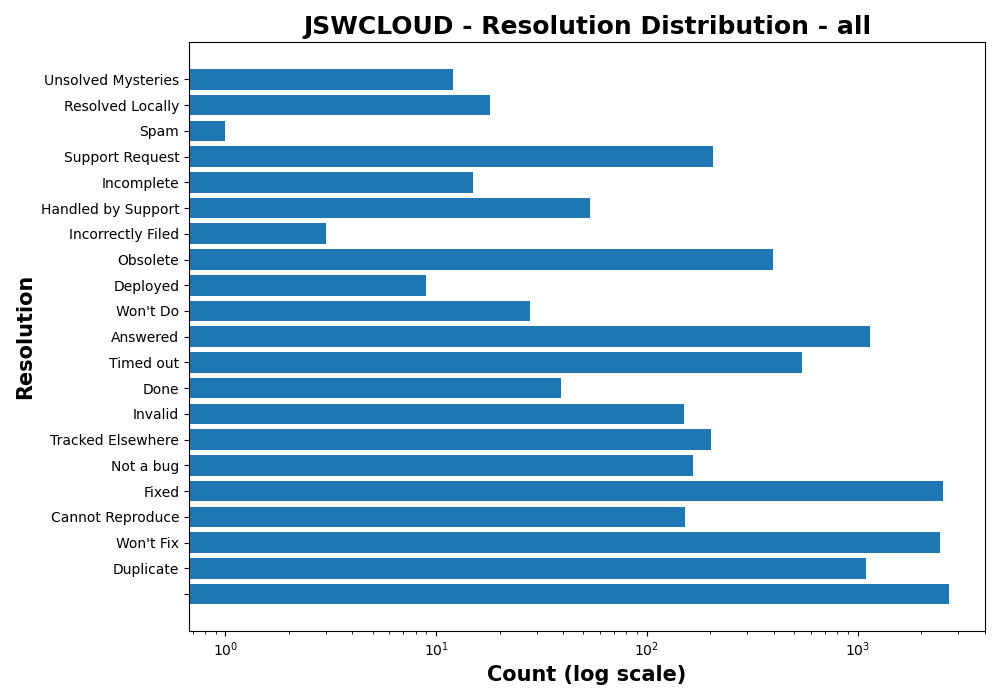 JSWCLOUD - Resolution Distribution - all
Unsolved Mysteries
Resolved Locally
Spam
Support Request
Incomplete
Handled by Support
Incorrectly Filed
Obsolete
Deployed
Won't Do
Answered
Timed out
Done
Invalid
Tracked Elsewhere
Not a bug
Fixed
Cannot Reproduce
Won't Fix
Duplicate
Resolution
10⁰ 10¹ 10² 10³
Count (log scale)